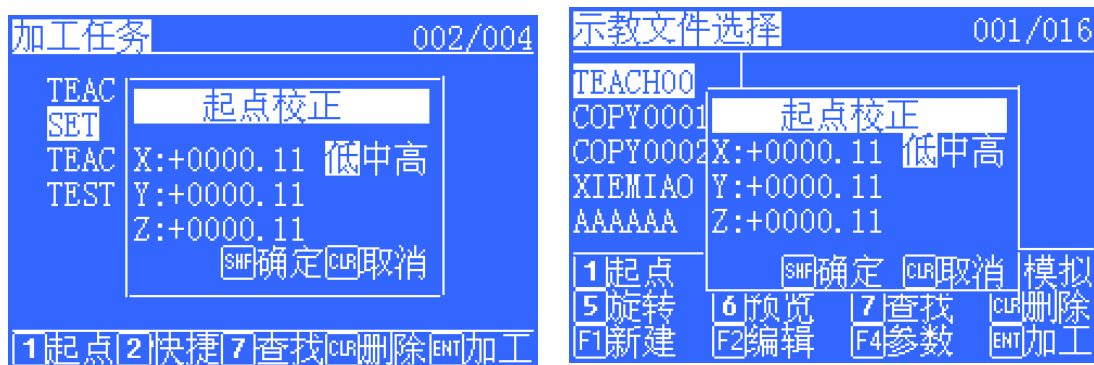 加工任务 002/004
TEAC
SET
TEAC
TEST
起点校正
X:+0000.11 低中高
Y:+0000.11
Z:+0000.11
SHF确定CLR取消
1起点2快捷7查找CLR删除ENT加工
示教文件选择 001/016
TEACH00
COPY0001
COPY0002
XIEMIAO
AAAAAA
起点校正
X:+0000.11 低中高
Y:+0000.11
Z:+0000.11
SHF确定 CLR取消
1起点 模拟
5旋转 6预览 7查找 CLR删除
F1新建 F2编辑 F4参数 ENT加工